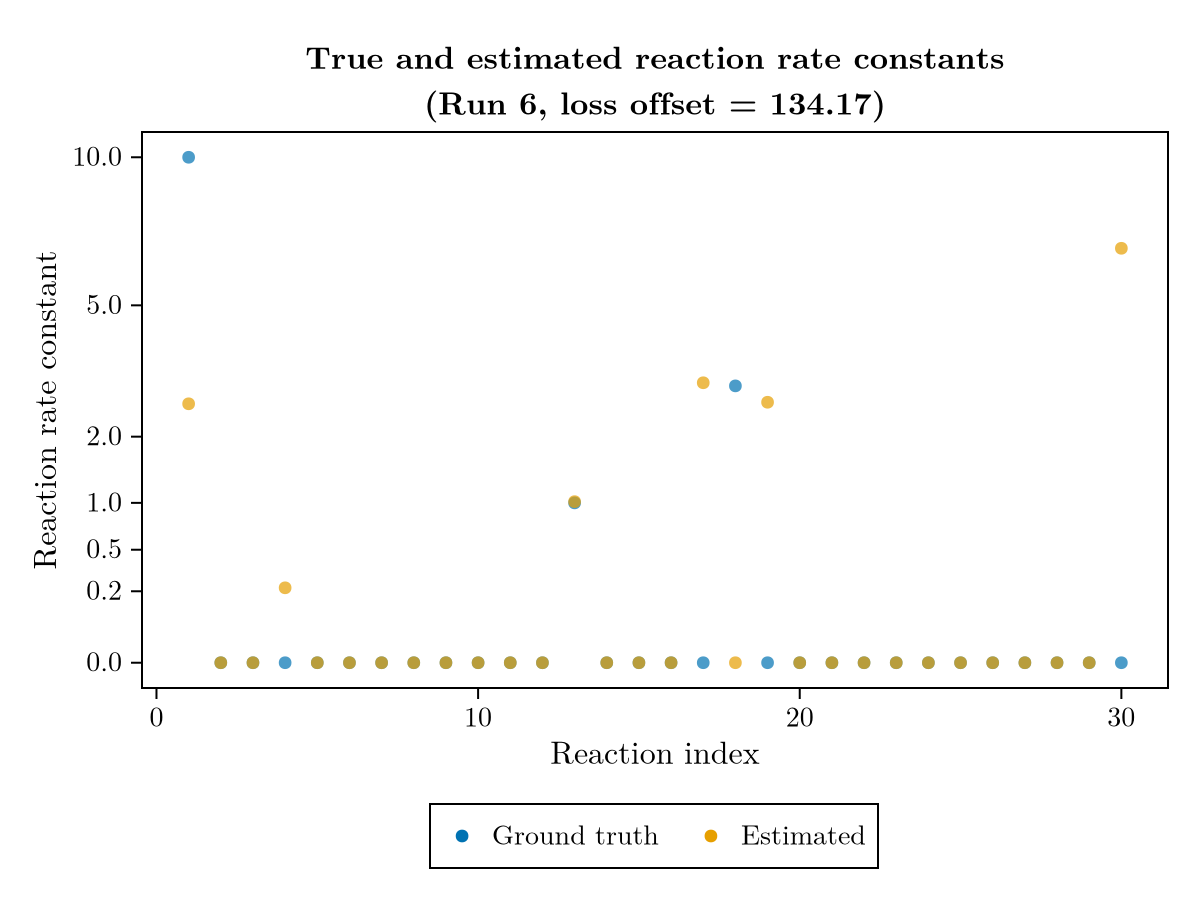 True and estimated reaction rate constants
(Run 6, loss offset = 134.17)
Reaction rate constant
10.0
5.0
2.0
1.0
0.5
0.2
0.0
0 10 20 30
Reaction index
Ground truth Estimated